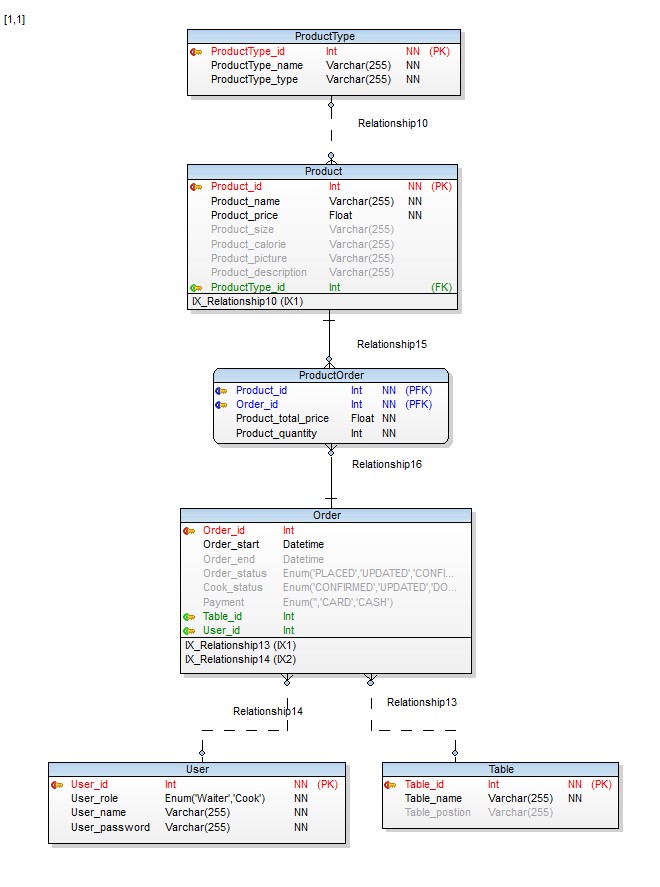 [1,1]
ProductType
ProductType_id Int NN (PK)
ProductType_name Varchar(255) NN
ProductType_type Varchar(255) NN
Relationship10
Product
Product_id Int NN (PK)
Product_name Varchar(255) NN
Product_price Float NN
Product_size Varchar(255)
Product_calorie Varchar(255)
Product_picture Varchar(255)
Product_description Varchar(255)
ProductType_id Int (FK)
IX_Relationship10 (IX1)
Relationship15
ProductOrder
Product_id Int NN (PFK)
Order_id Int NN (PFK)
Product_total_price Float NN
Product_quantity Int NN
Relationship16
Order
Order_id Int
Order_start Datetime
Order_end Datetime
Order_status Enum('PLACED','UPDATED','CONFI...
Cook_status Enum('CONFIRMED','UPDATED','DO...
Payment Enum('','CARD','CASH')
Table_id Int
User_id Int
IX_Relationship13 (IX1)
IX_Relationship14 (IX2)
Relationship14
Relationship13
User
User_id Int NN (PK)
User_role Enum('Waiter','Cook') NN
User_name Varchar(255) NN
User_password Varchar(255) NN
Table
Table_id Int NN (PK)
Table_name Varchar(255) NN
Table_postion Varchar(255)